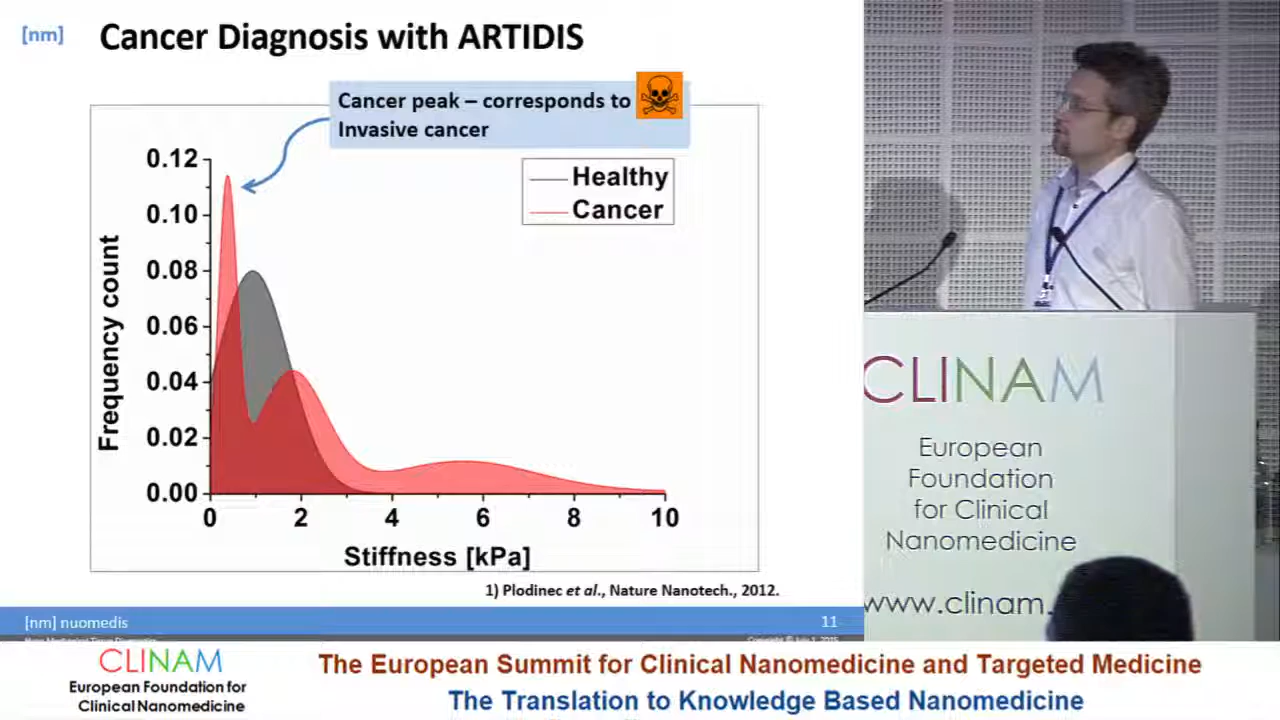 [nm]
Cancer Diagnosis with ARTIDIS
Cancer peak – corresponds to
Invasive cancer
Healthy
Cancer
0.12
0.10
0.08
0.06
0.04
0.02
0.00
Frequency count
0 2 4 6 8 10
Stiffness [kPa]
1) Plodinec et al., Nature Nanotech., 2012.
[nm] nuomedis
11
Copyright © July 1, 2015
CLINAM
European
Foundation
for Clinical
Nanomedicine
www.clinam.
CLINAM
European Foundation for
Clinical Nanomedicine
The European Summit for Clinical Nanomedicine and Targeted Medicine
The Translation to Knowledge Based Nanomedicine